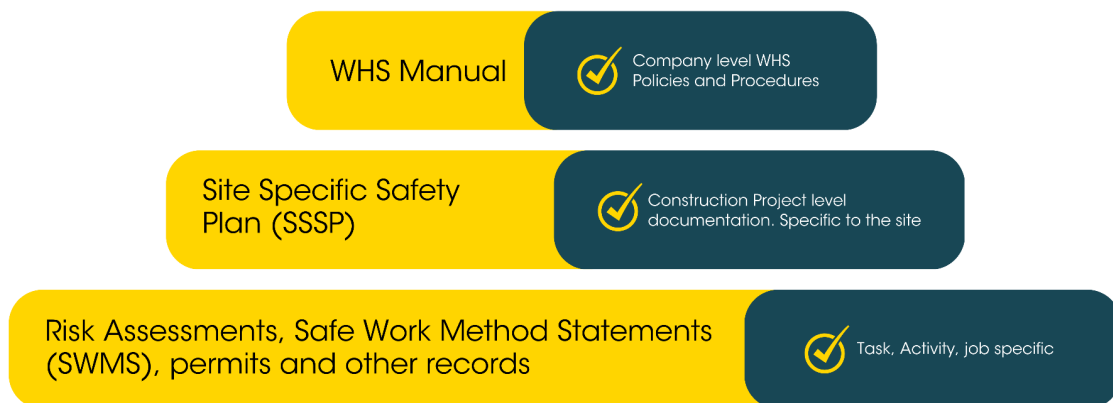 WHS Manual
Company level WHS
Policies and Procedures
Site Specific Safety
Plan (SSSP)
Construction Project level
documentation. Specific to the site
Risk Assessments, Safe Work Method Statements
(SWMS), permits and other records
Task, Activity, job specific